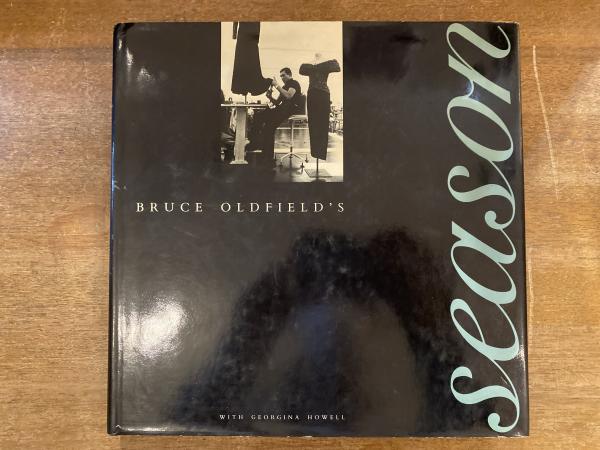 BRUCE OLDFIELD'S
season
WITH GEORGINA HOWELL